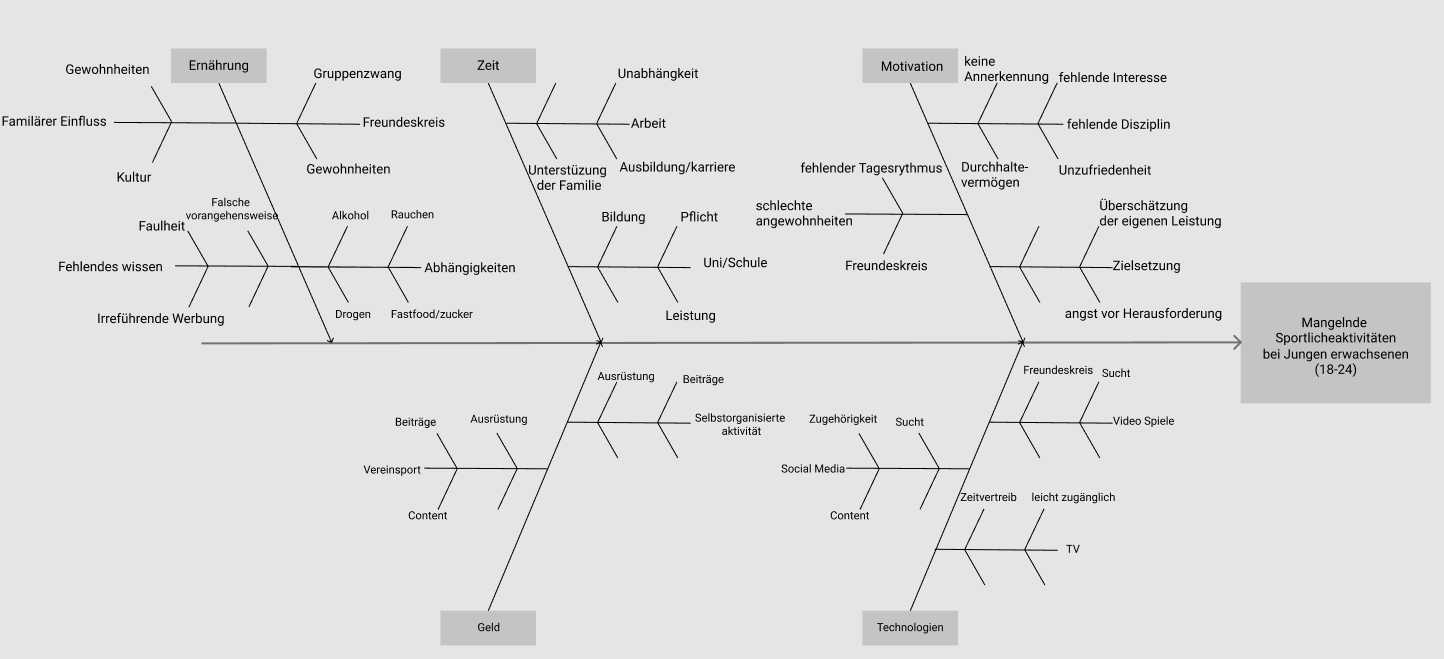 Ernährung
Gewohnheiten
Familärer Einfluss
Kultur
Gruppenzwang
Freundeskreis
Gewohnheiten
Falsche
vorangehensweise
Faulheit
Fehlendes wissen
Irreführende Werbung
Alkohol
Rauchen
Abhängigkeiten
Drogen
Fastfood/zucker
Zeit
Unabhängkeit
Arbeit
Unterstüzung
der Familie
Ausbildung/karriere
Bildung
Pflicht
Uni/Schule
Leistung
Motivation
keine
Annerkennung
fehlende Interesse
fehlende Disziplin
Durchhalte-
vermögen
Unzufriedenheit
fehlender Tagesrythmus
schlechte
angewohnheiten
Freundeskreis
Überschätzung
der eigenen Leistung
Zielsetzung
angst vor Herausforderung
Mangelnde
Sportlicheaktivitäten
bei Jungen erwachsenen
(18-24)
Ausrüstung
Beiträge
Selbstorganisierte
aktivität
Beiträge
Ausrüstung
Vereinsport
Content
Geld
Freundeskreis
Sucht
Video Spiele
Zugehörigkeit
Sucht
Social Media
Content
Zeitvertreib
leicht zugänglich
TV
Technologien